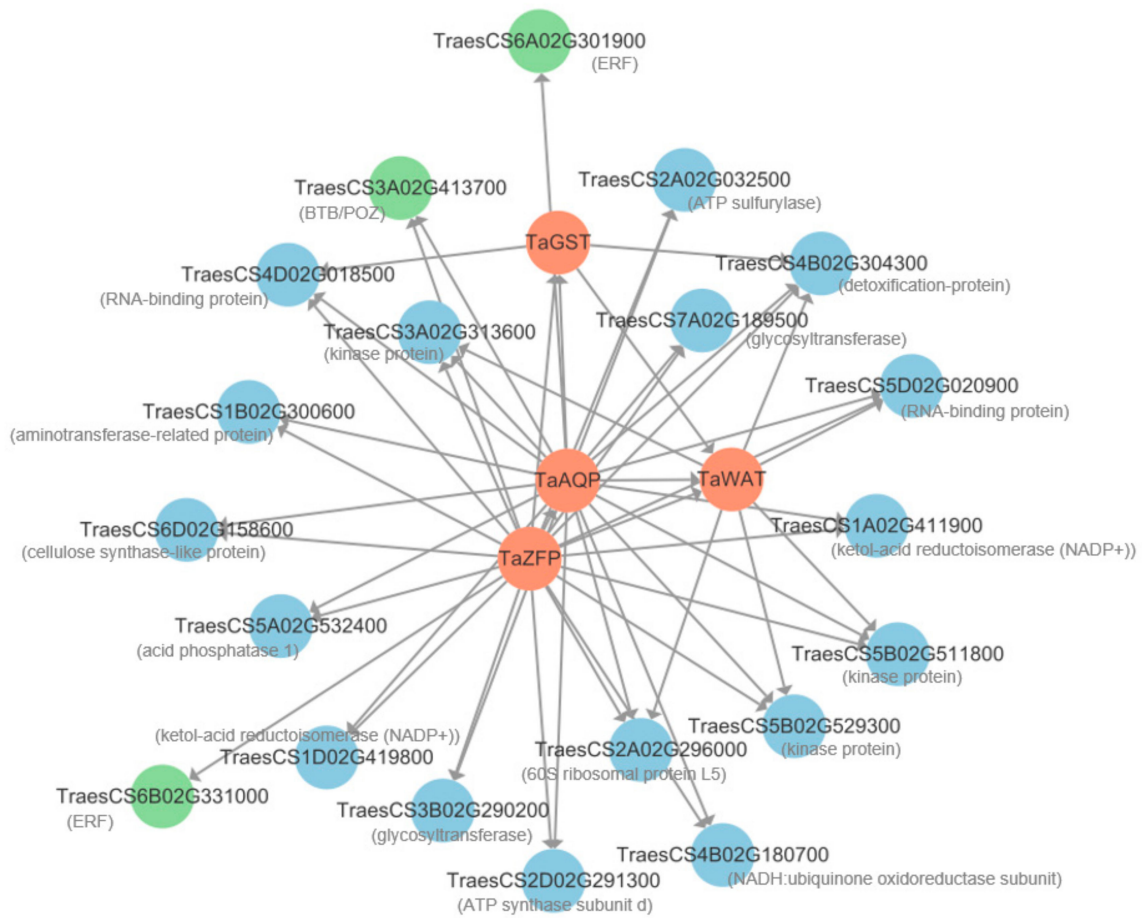 TraesCS6A02G301900
(ERF)
TraesCS2A02G032500
(ATP sulfurylase)
TraesCS3A02G413700
(BTB/POZ)
TaGST
TraesCS4B02G304300
(detoxification-protein)
TraesCS4D02G018500
(RNA-binding protein)
TraesCS7A02G189500
(glycosyltransferase)
TraesCS3A02G313600
(kinase protein)
TraesCS5D02G020900
(RNA-binding protein)
TraesCS1B02G300600
(aminotransferase-related protein)
TaAQP
TaWAT
TraesCS6D02G158600
(cellulose synthase-like protein)
TraesCS1A02G411900
(ketol-acid reductoisomerase (NADP+))
TaZFP
TraesCS5A02G532400
(acid phosphatase 1)
TraesCS5B02G511800
(kinase protein)
TraesCS5B02G529300
(kinase protein)
(ketol-acid reductoisomerase (NADP+))
TraesCS1D02G419800
TraesCS2A02G296000
(60S ribosomal protein L5)
TraesCS6B02G331000
(ERF)
TraesCS3B02G290200
(glycosyltransferase)
TraesCS4B02G180700
(NADH:ubiquinone oxidoreductase subunit)
TraesCS2D02G291300
(ATP synthase subunit d)